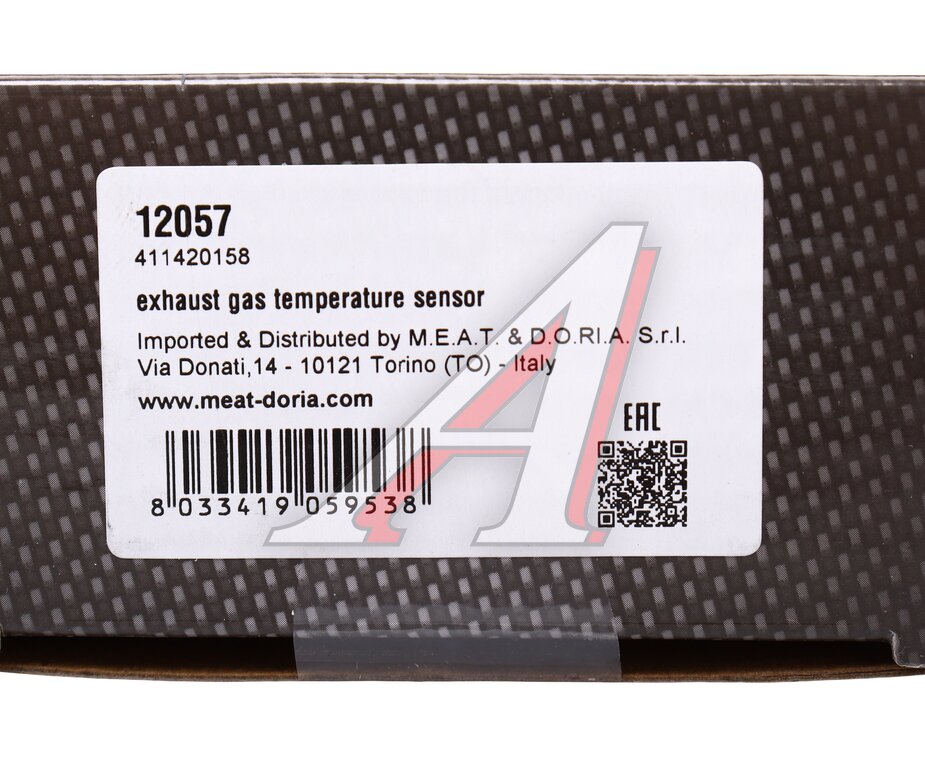 12057
411420158
exhaust gas temperature sensor
Imported & Distributed by M.E.A.T. & D.O.RI.A. S.r.l.
Via Donati,14 - 10121 Torino (TO) - Italy
www.meat-doria.com
EAC
8 033419 059538